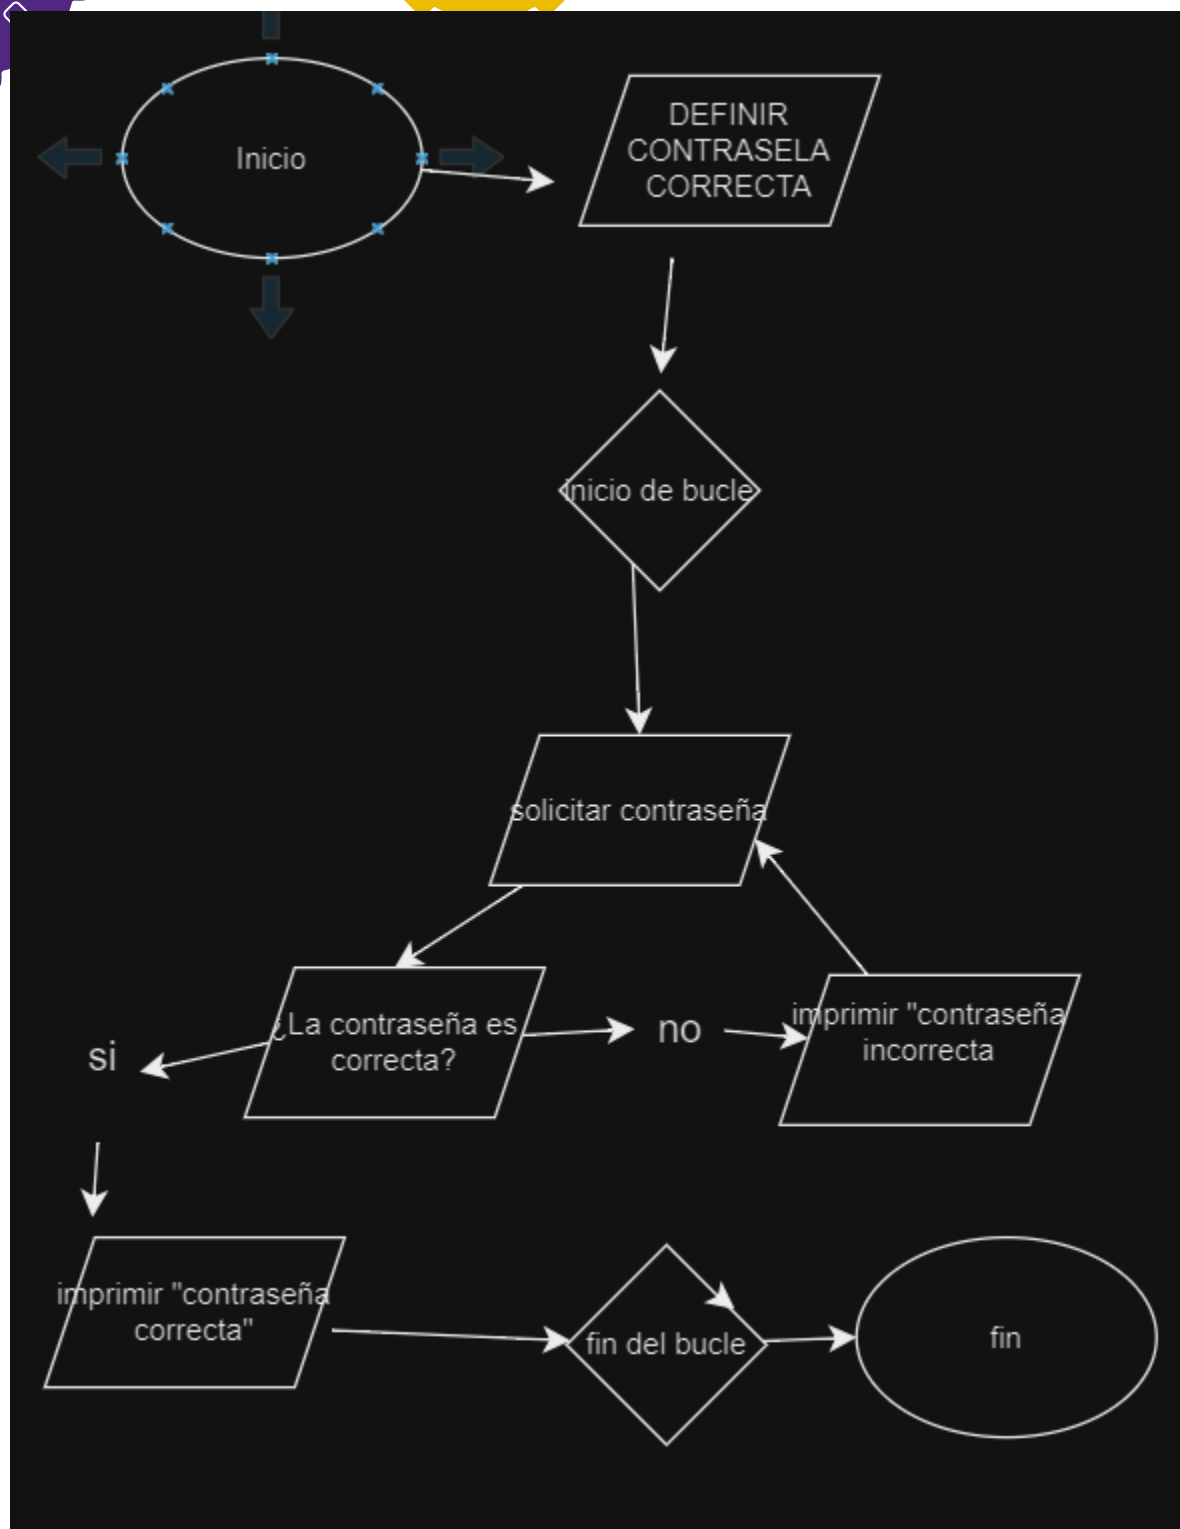 Inicio
DEFINIR
CONTRASELA
CORRECTA
inicio de bucle
solicitar contraseña
¿La contraseña es
correcta?
no
imprimir "contraseña
incorrecta
si
imprimir "contraseña
correcta"
fin del bucle
fin